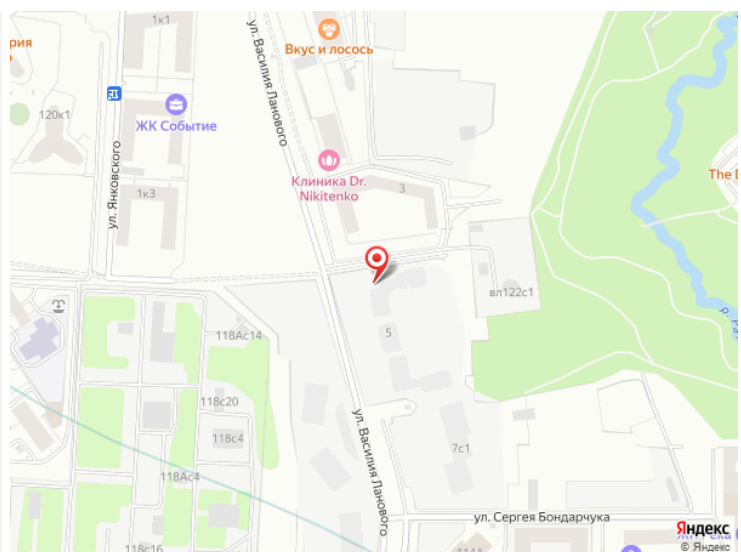 1к1
ул. Василия Ланового
Вкус и лосось
рия
120к1
ЖК Событие
ул. Янковского
Клиника Dr.
Nikitenko
3
The
1к3
вл122с1
5
118Ас14
118с20
118с4
ул. Василия Ланового
7с1
118Ас4
ул. Сергея Бондарчука
Яндекс
118с16
© Яндекс